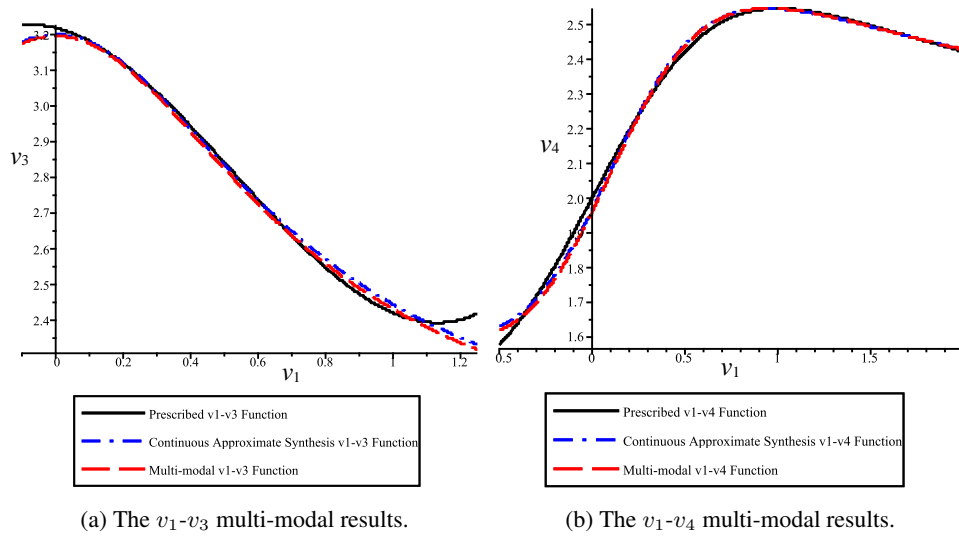 3.2
3.1
3.0
2.9
v3
2.8
2.7
2.6
2.5
2.4
0
0.2
0.4
0.6
0.8
1
1.2
v1
Prescribed v1-v3 Function
Continuous Approximate Synthesis v1-v3 Function
Multi-modal v1-v3 Function
(a) The v1-v3 multi-modal results.
2.5
2.4
2.3
2.2
v4
2.1
2.0
1.9
1.8
1.7
1.6
0.5
0
0.5
1
1.5
v1
Prescribed v1-v4 Function
Continuous Approximate Synthesis v1-v4 Function
Multi-modal v1-v4 Function
(b) The v1-v4 multi-modal results.